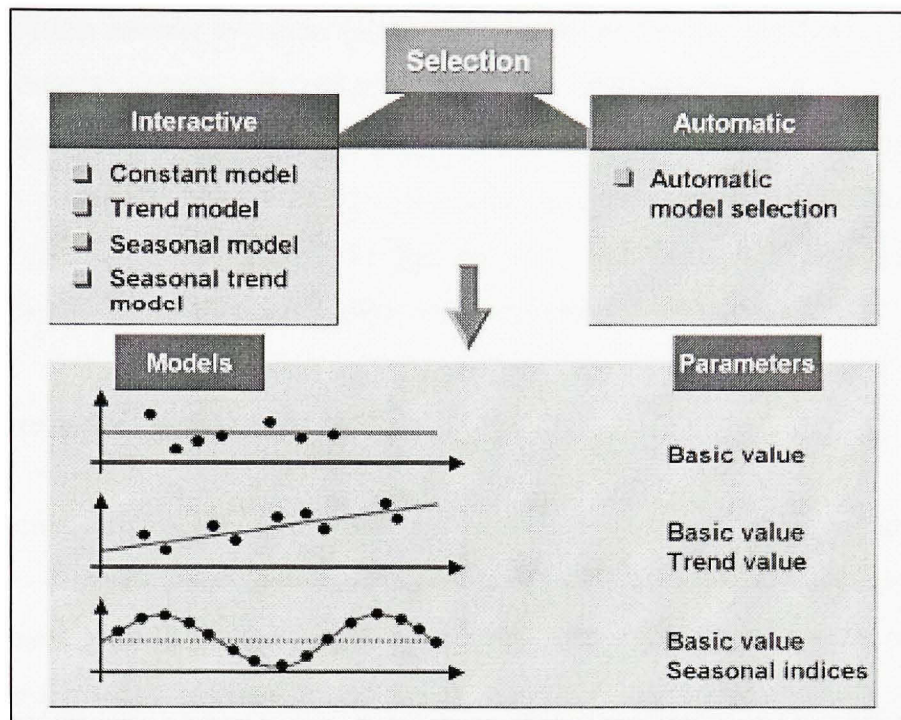 Selection
Interactive
Constant model
Trend model
Seasonal model
Seasonal trend
model
Automatic
Automatic
model selection
Models
Parameters
Basic value
Basic value
Trend value
Basic value
Seasonal indices